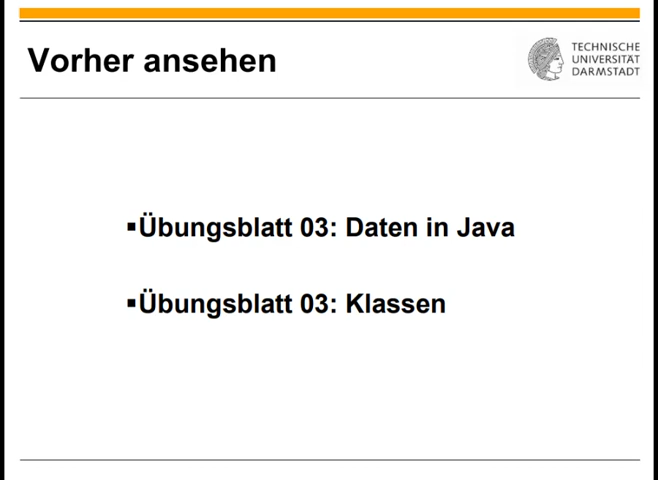 Vorher ansehen
TECHNISCHE
UNIVERSITÄT
DARMSTADT
▪Übungsblatt 03: Daten in Java
▪Übungsblatt 03: Klassen